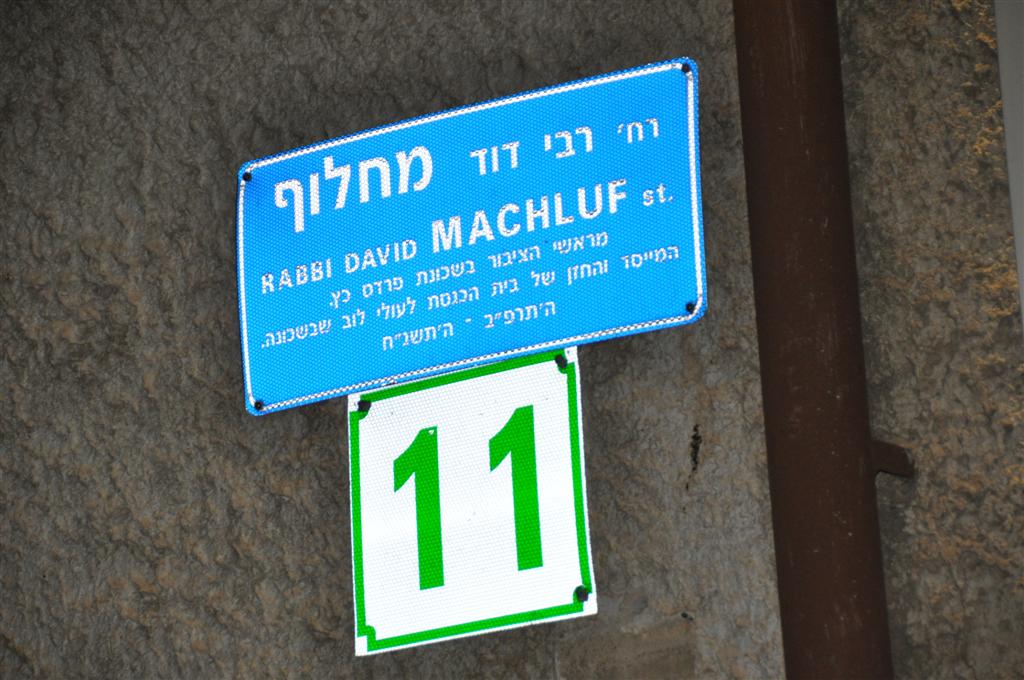 רח' רבי דוד מחלוף
RABBI DAVID MACHLUF st.
מראשי הציבור בשכונת פרדס כץ,
המייסד והחזן של בית הכנסת לעולי לוב שבשכונה.
ה'תרפ"ב - ה'תשנ"ח
11